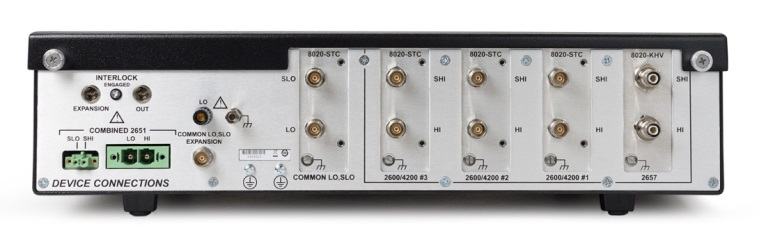 8020-STC 8020-STC 8020-STC 8020-STC 8020-KHV
INTERLOCK
ENGAGED
EXPANSION OUT
COMBINED 2651
SLO SHI LO HI
LO
COMMON LO,SLO
EXPANSION
SLO SHI SHI SHI SHI
LO HI HI HI HI
DEVICE CONNECTIONS
COMMON LO,SLO 2600/4200 #3 2600/4200 #2 2600/4200 #1 2657